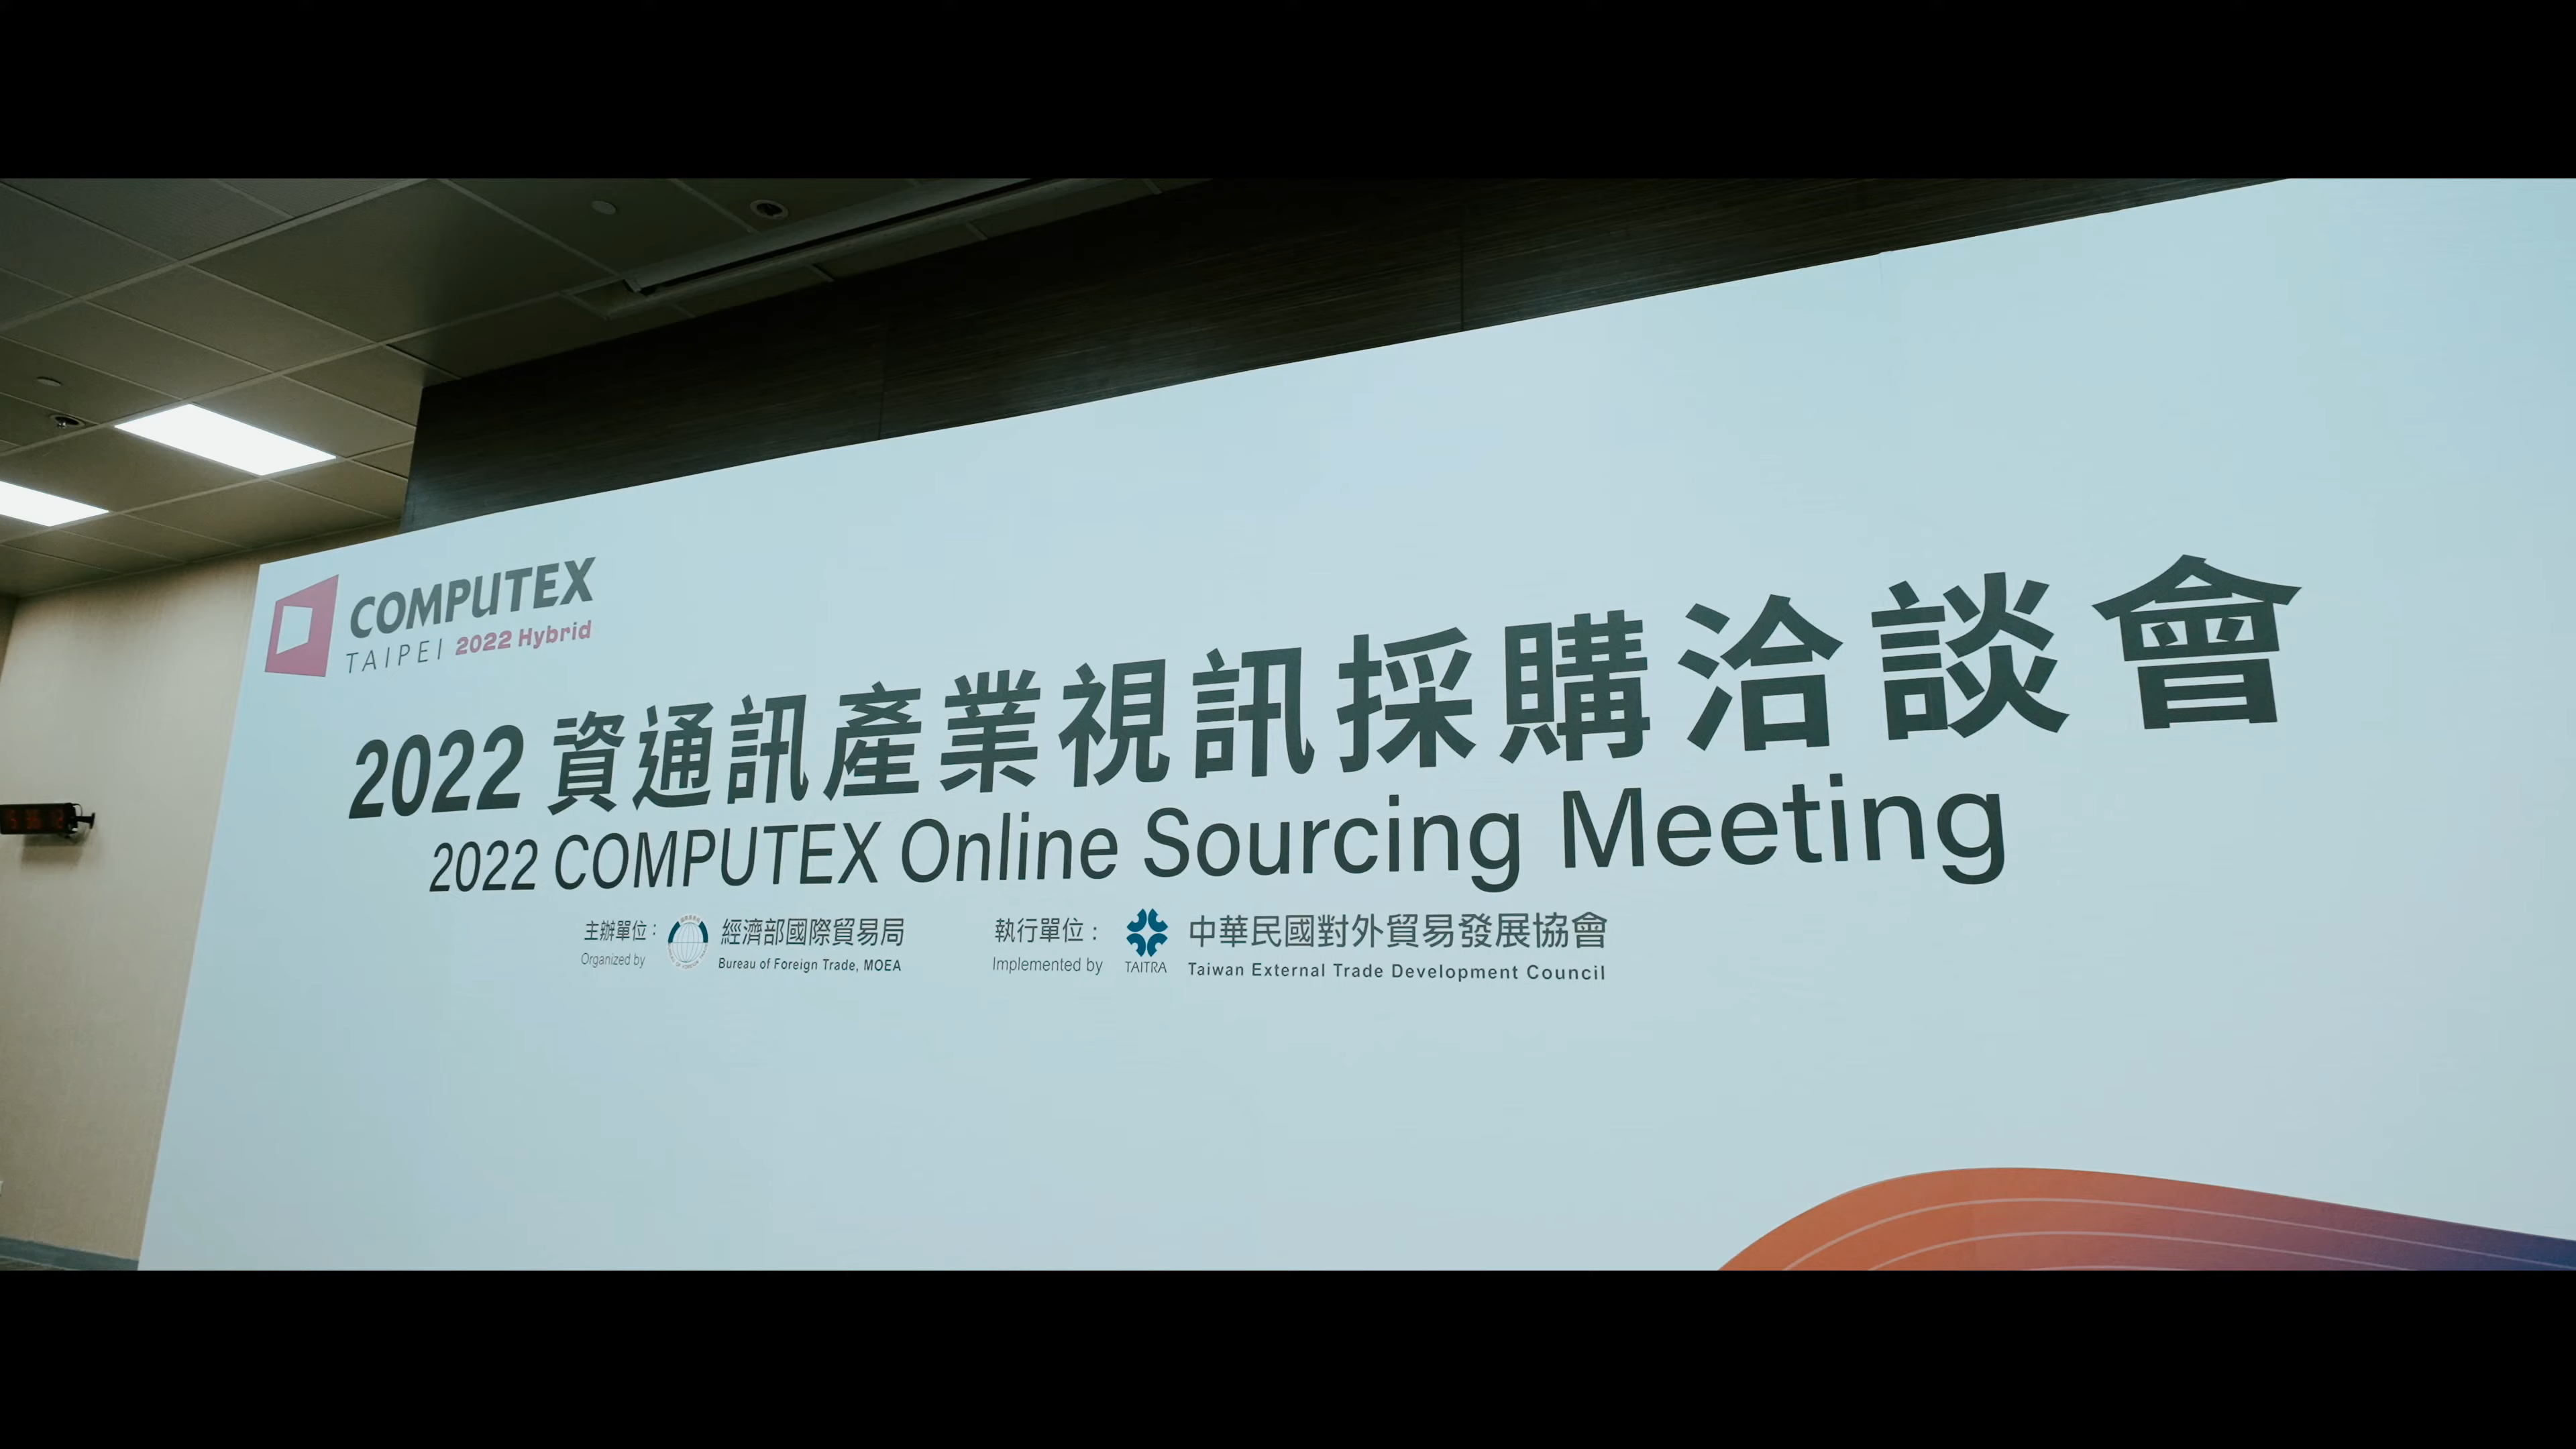 COMPUTEX
TAIPEI 2022 Hybrid
2022 資通訊產業視訊採購洽談會
2022 COMPUTEX Online Sourcing Meeting
主辦單位： 經濟部國際貿易局
Organized by Bureau of Foreign Trade, MOEA
執行單位： 中華民國對外貿易發展協會
Implemented by TAITRA Taiwan External Trade Development Council